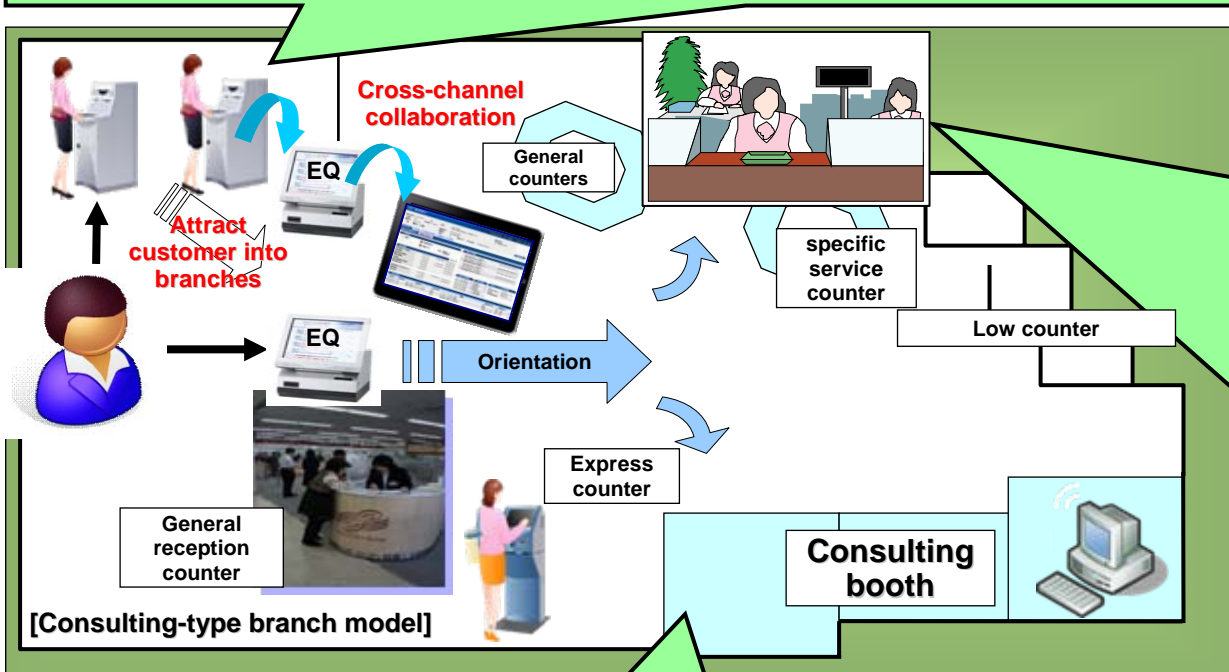 Cross-channel
collaboration
EQ
General
counters
Attract
customer into
branches
specific
service
counter
EQ
Orientation
Low counter
Express
counter
General
reception
counter
Consulting
booth
[Consulting-type branch model]